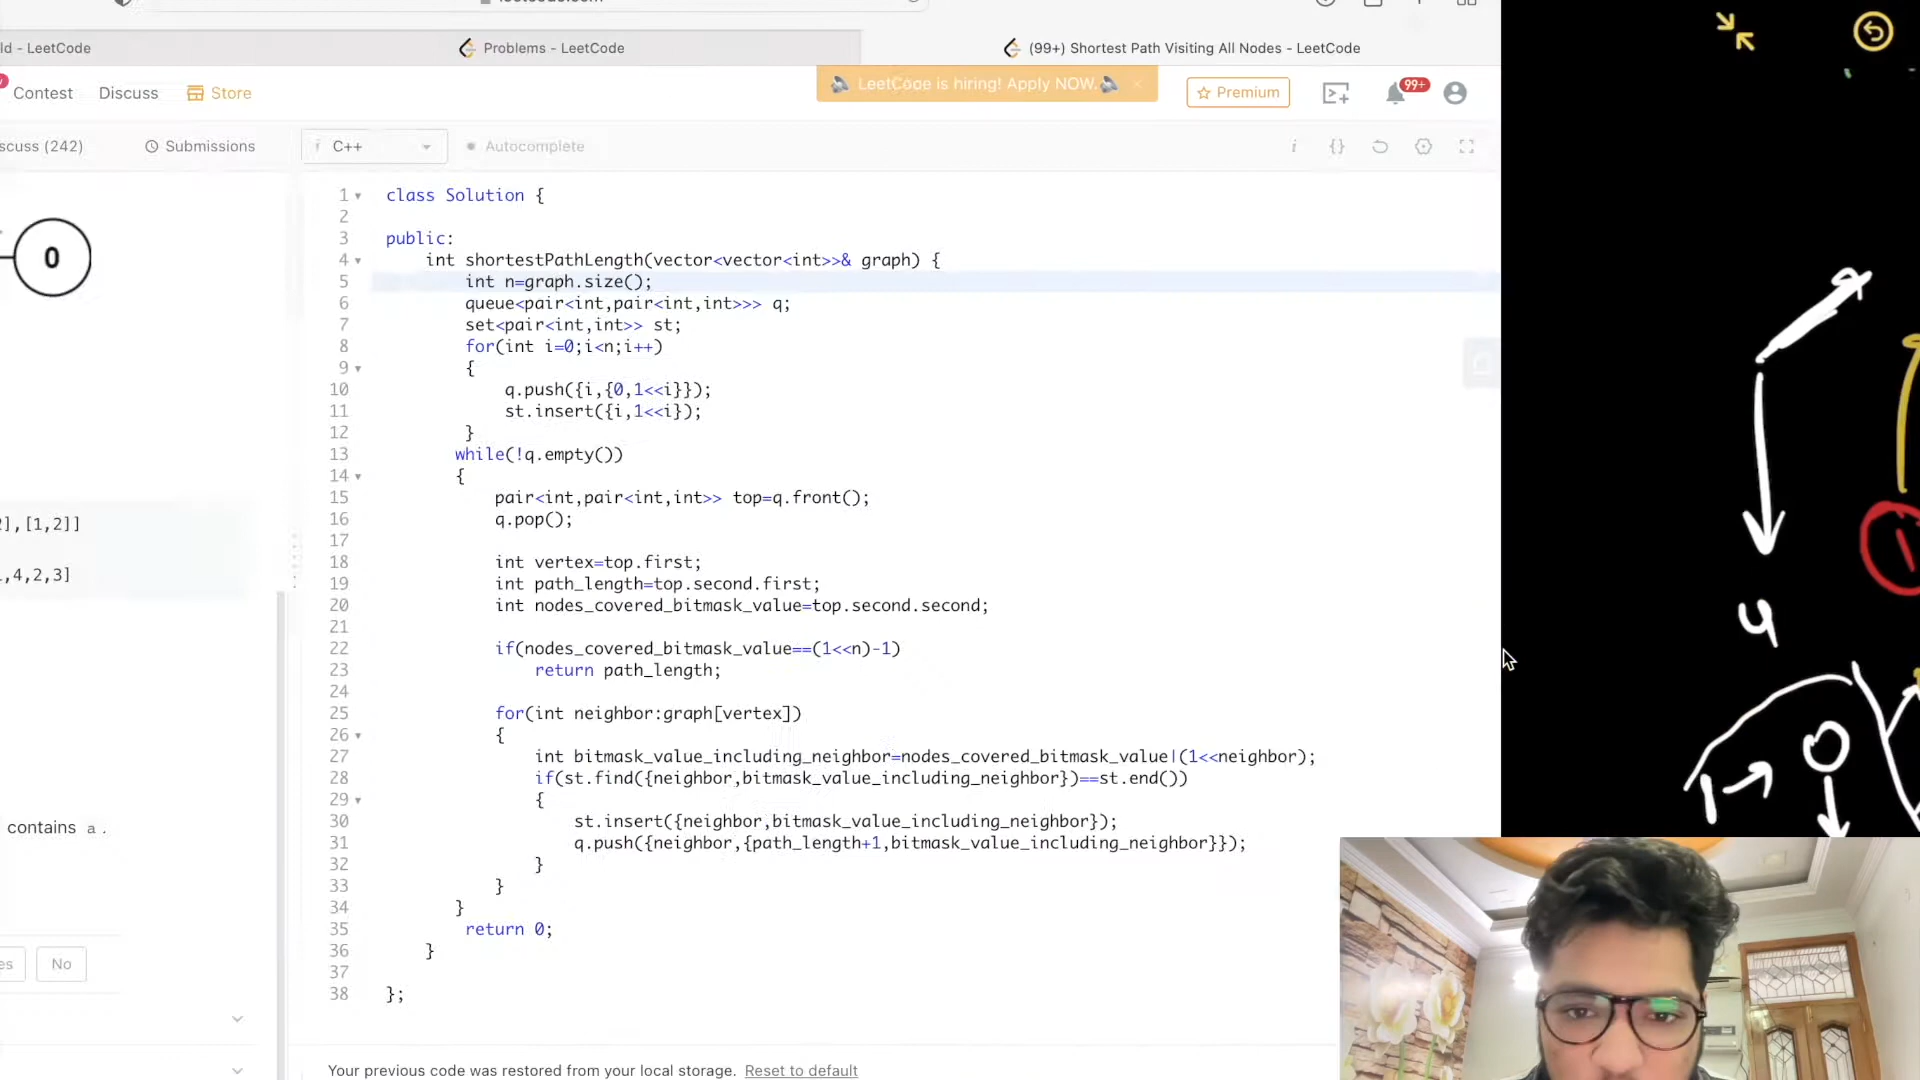 ld - LeetCode
Problems - LeetCode
(99+) Shortest Path Visiting All Nodes - LeetCode
Contest
Discuss
Store
LeetCode is hiring! Apply NOW.
Premium
99+
scuss (242)
Submissions
i
C++
Autocomplete
i
{}
0
2],[1,2]]
,4,2,3]
contains a .
es
No
1 class Solution {
2
3 public:
4 int shortestPathLength(vector<vector<int>>& graph) {
5 int n=graph.size();
6 queue<pair<int,pair<int,int>>> q;
7 set<pair<int,int>> st;
8 for(int i=0;i<n;i++)
9 {
10 q.push({i,{0,1<<i}});
11 st.insert({i,1<<i});
12 }
13 while(!q.empty())
14 {
15 pair<int,pair<int,int>> top=q.front();
16 q.pop();
17
18 int vertex=top.first;
19 int path_length=top.second.first;
20 int nodes_covered_bitmask_value=top.second.second;
21
22 if(nodes_covered_bitmask_value==(1<<n)-1)
23 return path_length;
24
25 for(int neighbor:graph[vertex])
26 {
27 int bitmask_value_including_neighbor=nodes_covered_bitmask_value|(1<<neighbor);
28 if(st.find({neighbor,bitmask_value_including_neighbor})==st.end())
29 {
30 st.insert({neighbor,bitmask_value_including_neighbor});
31 q.push({neighbor,{path_length+1,bitmask_value_including_neighbor}});
32 }
33 }
34 }
35 return 0;
36 }
37
38 };
Your previous code was restored from your local storage. Reset to default
1
4
1
0